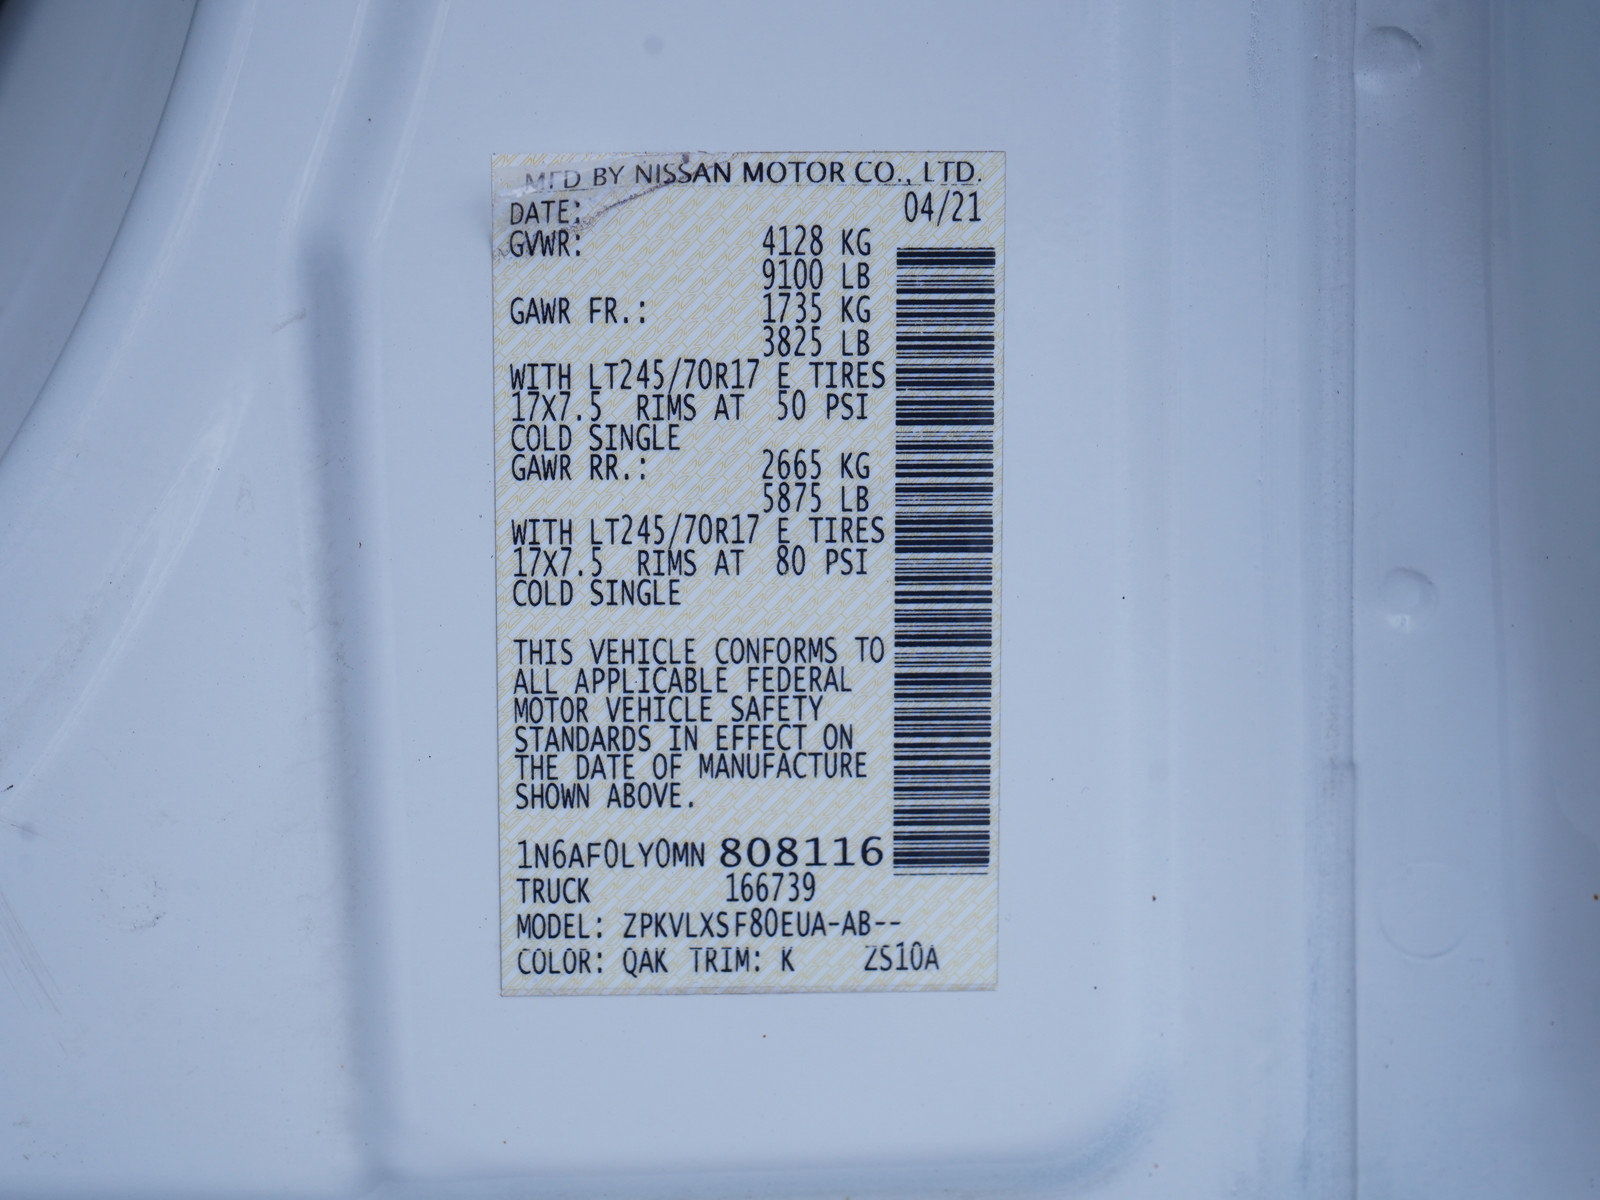 MFD BY NISSAN MOTOR CO., LTD.
DATE: 04/21
GVWR: 4128 KG
9100 LB
GAWR FR.: 1735 KG
3825 LB
WITH LT245/70R17 E TIRES
17X7.5 RIMS AT 50 PSI
COLD SINGLE
GAWR RR.: 2665 KG
5875 LB
WITH LT245/70R17 E TIRES
17X7.5 RIMS AT 80 PSI
COLD SINGLE
THIS VEHICLE CONFORMS TO
ALL APPLICABLE FEDERAL
MOTOR VEHICLE SAFETY
STANDARDS IN EFFECT ON
THE DATE OF MANUFACTURE
SHOWN ABOVE.
1N6AF0LY0MN 808116
TRUCK 166739
MODEL: ZPKVLXSF80EUA-AB--
COLOR: QAK TRIM: K ZS10A